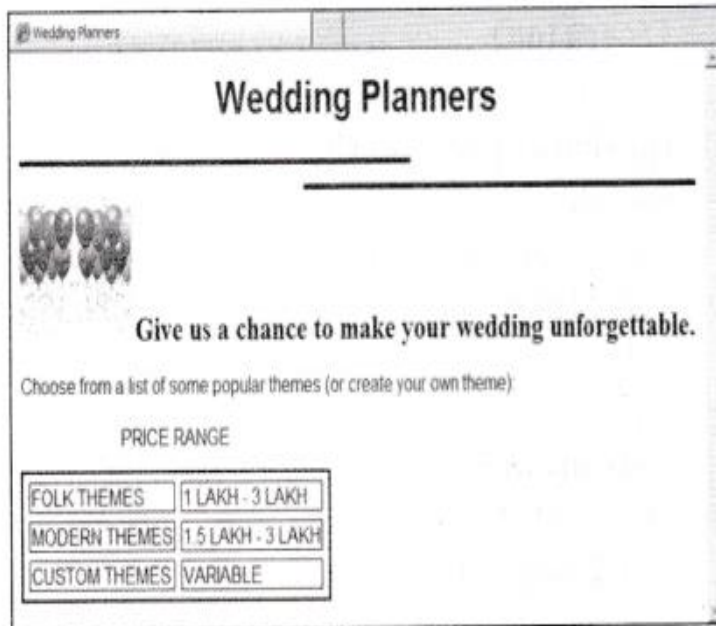 Wedding Planners
Wedding Planners
Give us a chance to make your wedding unforgettable.
Choose from a list of some popular themes (or create your own theme):
PRICE RANGE
FOLK THEMES 1 LAKH - 3 LAKH
MODERN THEMES 1.5 LAKH - 3 LAKH
CUSTOM THEMES VARIABLE